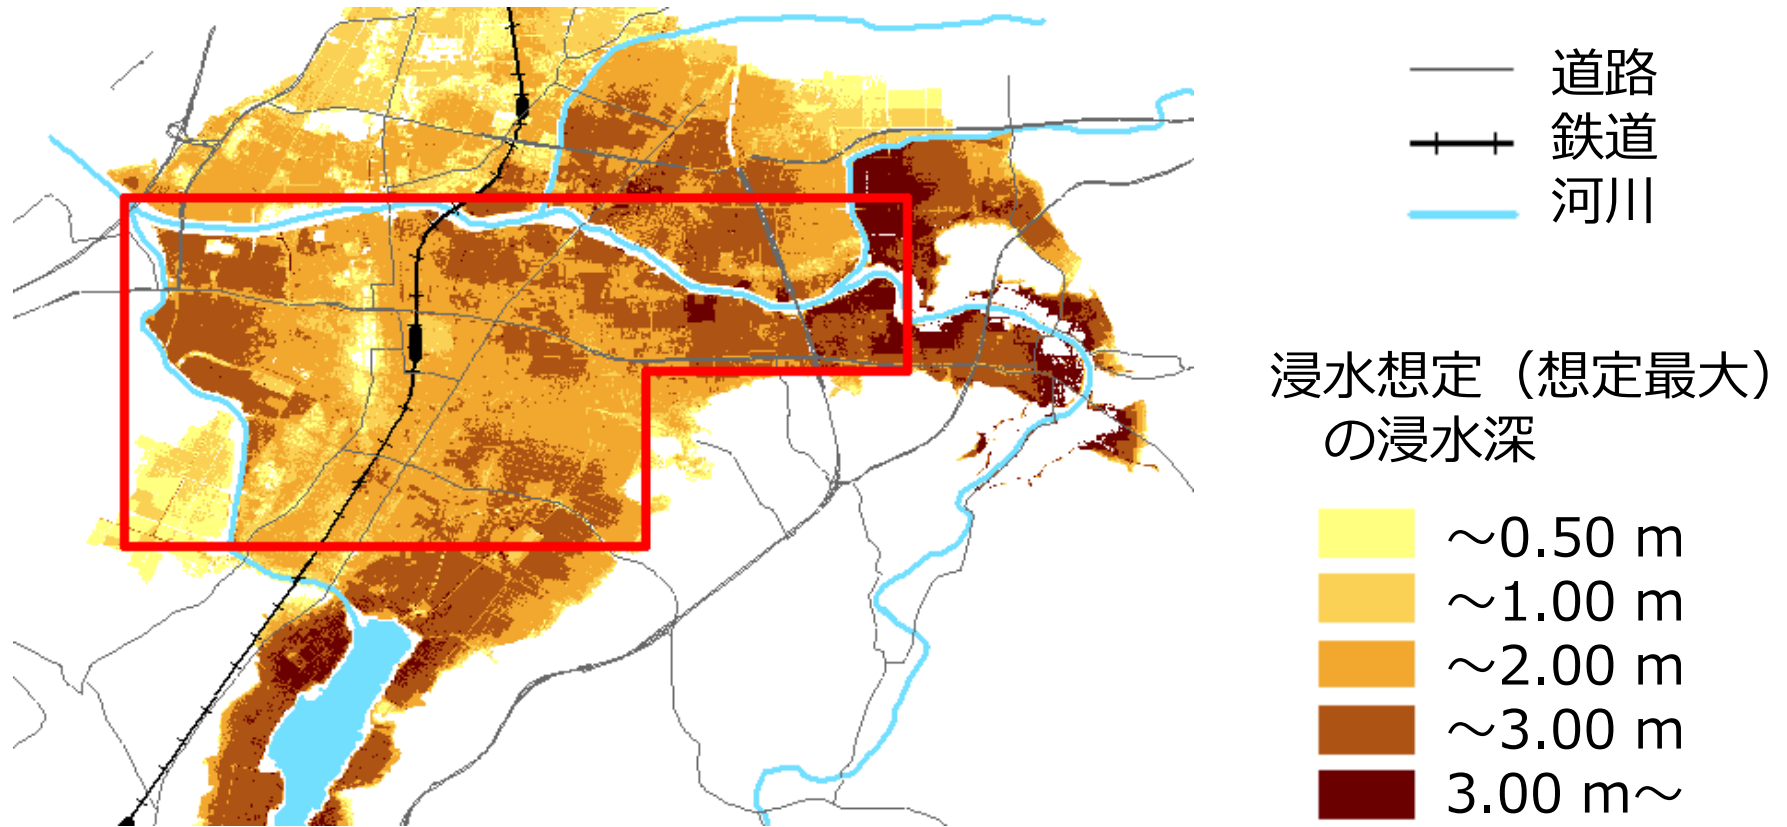 道路
鉄道
河川
浸水想定（想定最大）
の浸水深
～0.50 m
～1.00 m
～2.00 m
～3.00 m
3.00 m～